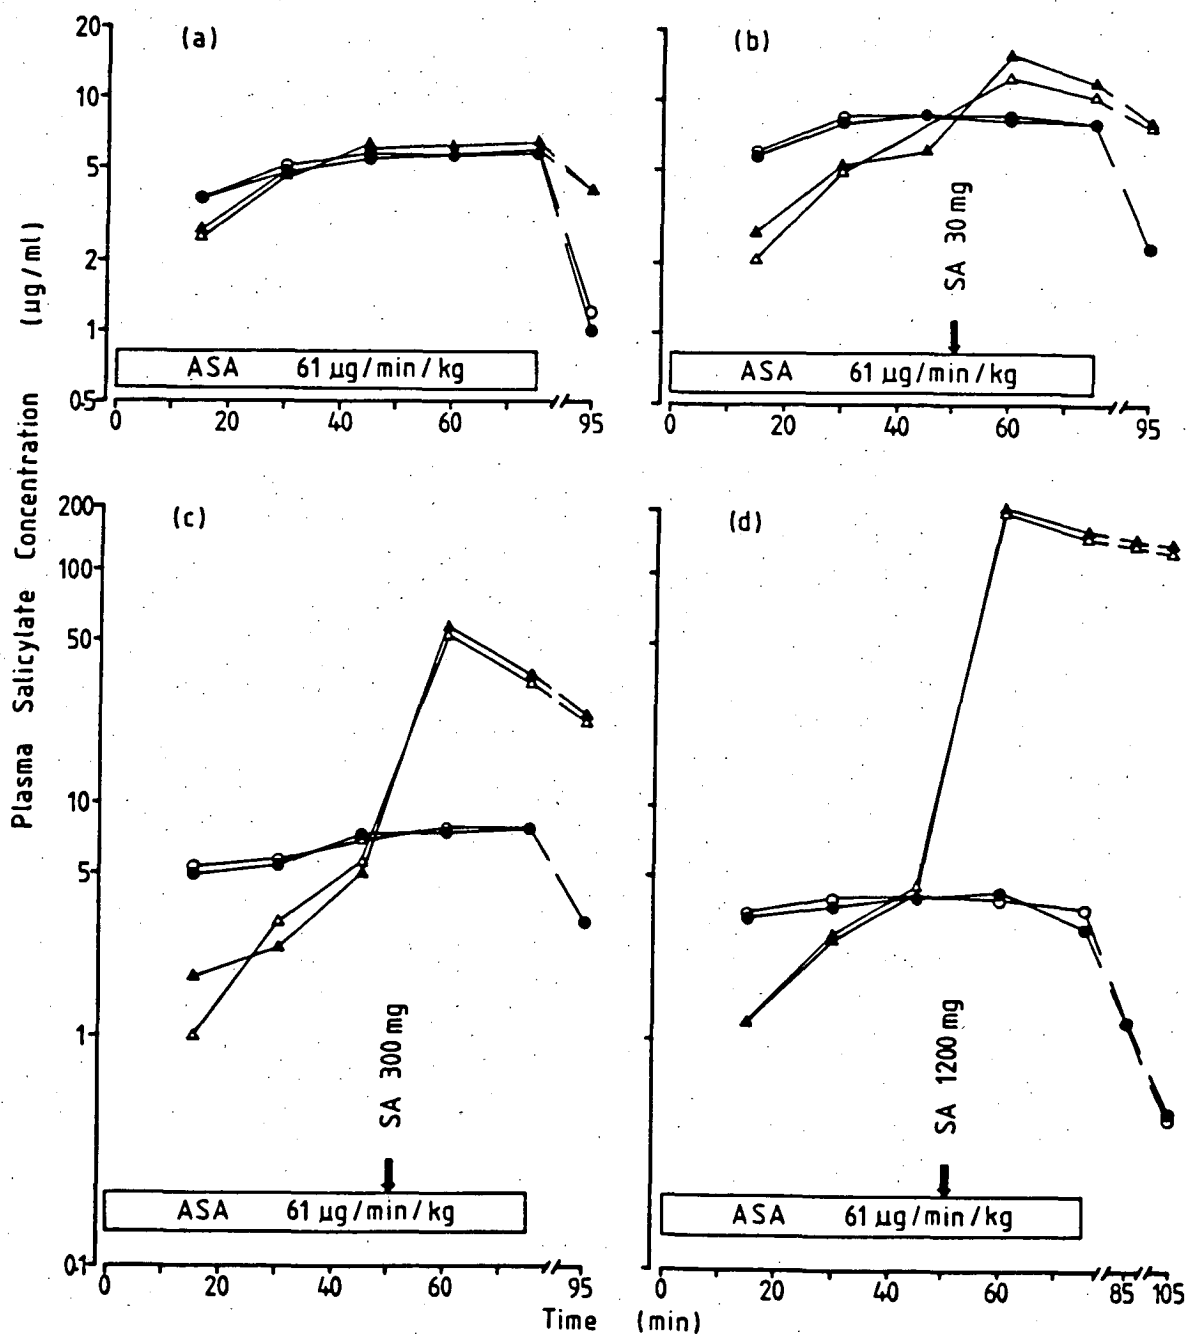 (a)
20
10
5
2
1
0.5
ASA 61 µg/min/kg
0 20 40 60 95
(b)
SA 30 mg
ASA 61 µg/min/kg
0 20 40 60 95
Plasma Salicylate Concentration (µg/ml)
(c)
200
100
50
10
5
1
0.1
SA 300 mg
ASA 61 µg/min/kg
0 20 40 60 95
(d)
SA 1200 mg
ASA 61 µg/min/kg
0 20 40 60 85 105
Time (min)